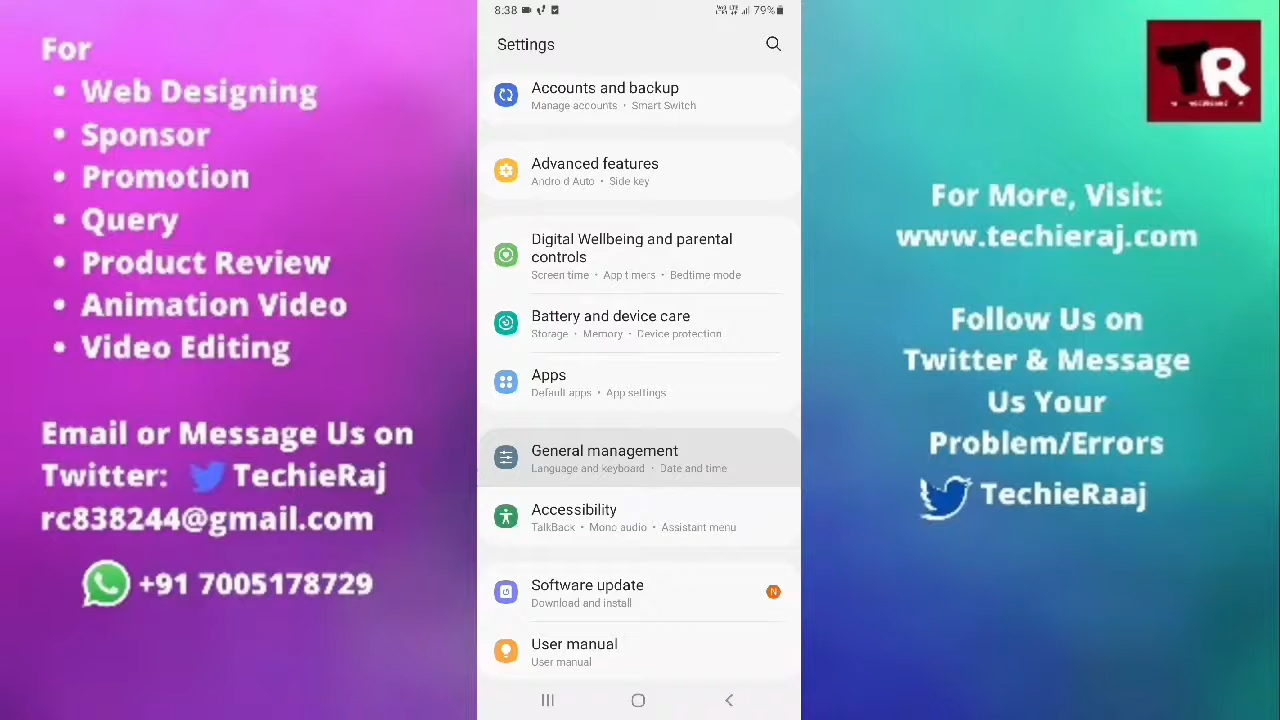 For
• Web Designing
• Sponsor
• Promotion
• Query
• Product Review
• Animation Video
• Video Editing
Email or Message Us on
Twitter: TechieRaj
rc838244@gmail.com
+91 7005178729
8:38
79%
Settings
Accounts and backup
Manage accounts • Smart Switch
Advanced features
Android Auto • Side key
Digital Wellbeing and parental
controls
Screen time • App timers • Bedtime mode
Battery and device care
Storage • Memory • Device protection
Apps
Default apps • App settings
General management
Language and keyboard • Date and time
Accessibility
TalkBack • Mono audio • Assistant menu
Software update
Download and install
N
User manual
User manual
TR
For More, Visit:
www.techieraj.com
Follow Us on
Twitter & Message
Us Your
Problem/Errors
TechieRaaj